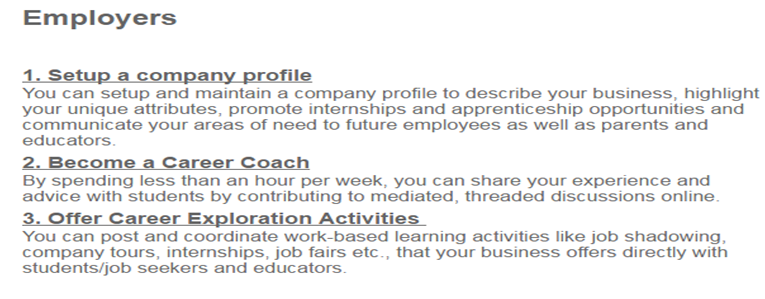 Employers
1. Setup a company profile
You can setup and maintain a company profile to describe your business, highlight
your unique attributes, promote internships and apprenticeship opportunities and
communicate your areas of need to future employees as well as parents and
educators.
2. Become a Career Coach
By spending less than an hour per week, you can share your experience and
advice with students by contributing to mediated, threaded discussions online.
3. Offer Career Exploration Activities
You can post and coordinate work-based learning activities like job shadowing,
company tours, internships, job fairs etc., that your business offers directly with
students/job seekers and educators.